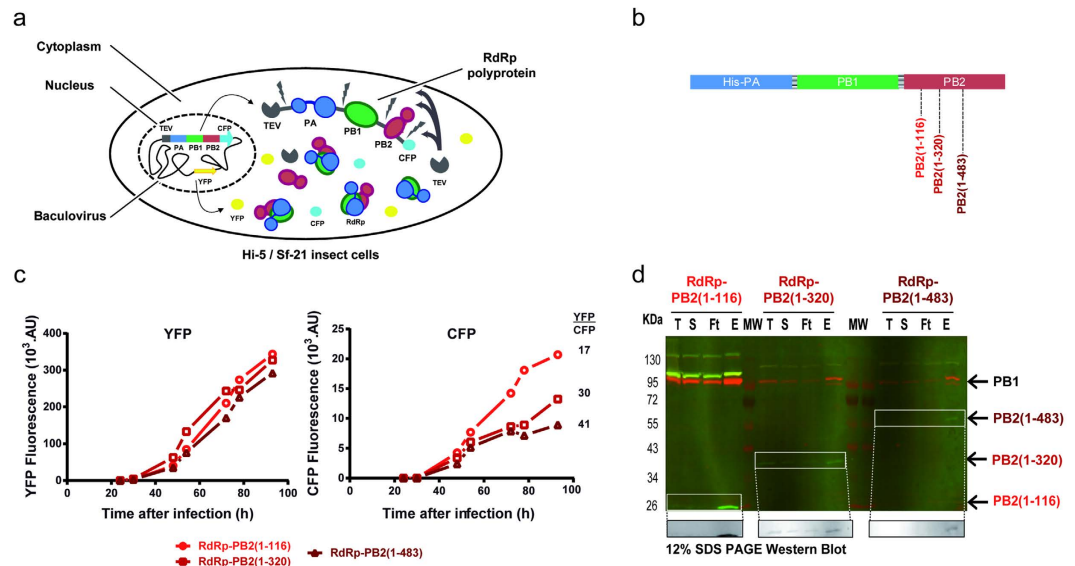 a
Cytoplasm
Nucleus
Baculovirus
TEV
CFP
PA
PB1
PB2
YFP
RdRp
polyprotein
TEV
PA
PB1
PB2
CFP
TEV
YFP
CFP
RdRp
Hi-5 / Sf-21 insect cells
b
His-PA
PB1
PB2
PB2(1-116)
PB2(1-320)
PB2(1-483)
c
YFP
YFP Fluorescence (10³.AU)
400
300
200
100
0
0 20 40 60 80 100
Time after infection (h)
CFP
CFP Fluorescence (10³.AU)
25
20
15
10
5
0
0 20 40 60 80 100
Time after infection (h)
YFP
CFP
17
30
41
RdRp-PB2(1-116)
RdRp-PB2(1-320)
RdRp-PB2(1-483)
d
RdRp-
PB2(1-116)
RdRp-
PB2(1-320)
RdRp-
PB2(1-483)
KDa
T S Ft E MW T S Ft E MW T S Ft E
130
95
72
55
43
34
26
PB1
PB2(1-483)
PB2(1-320)
PB2(1-116)
12% SDS PAGE Western Blot